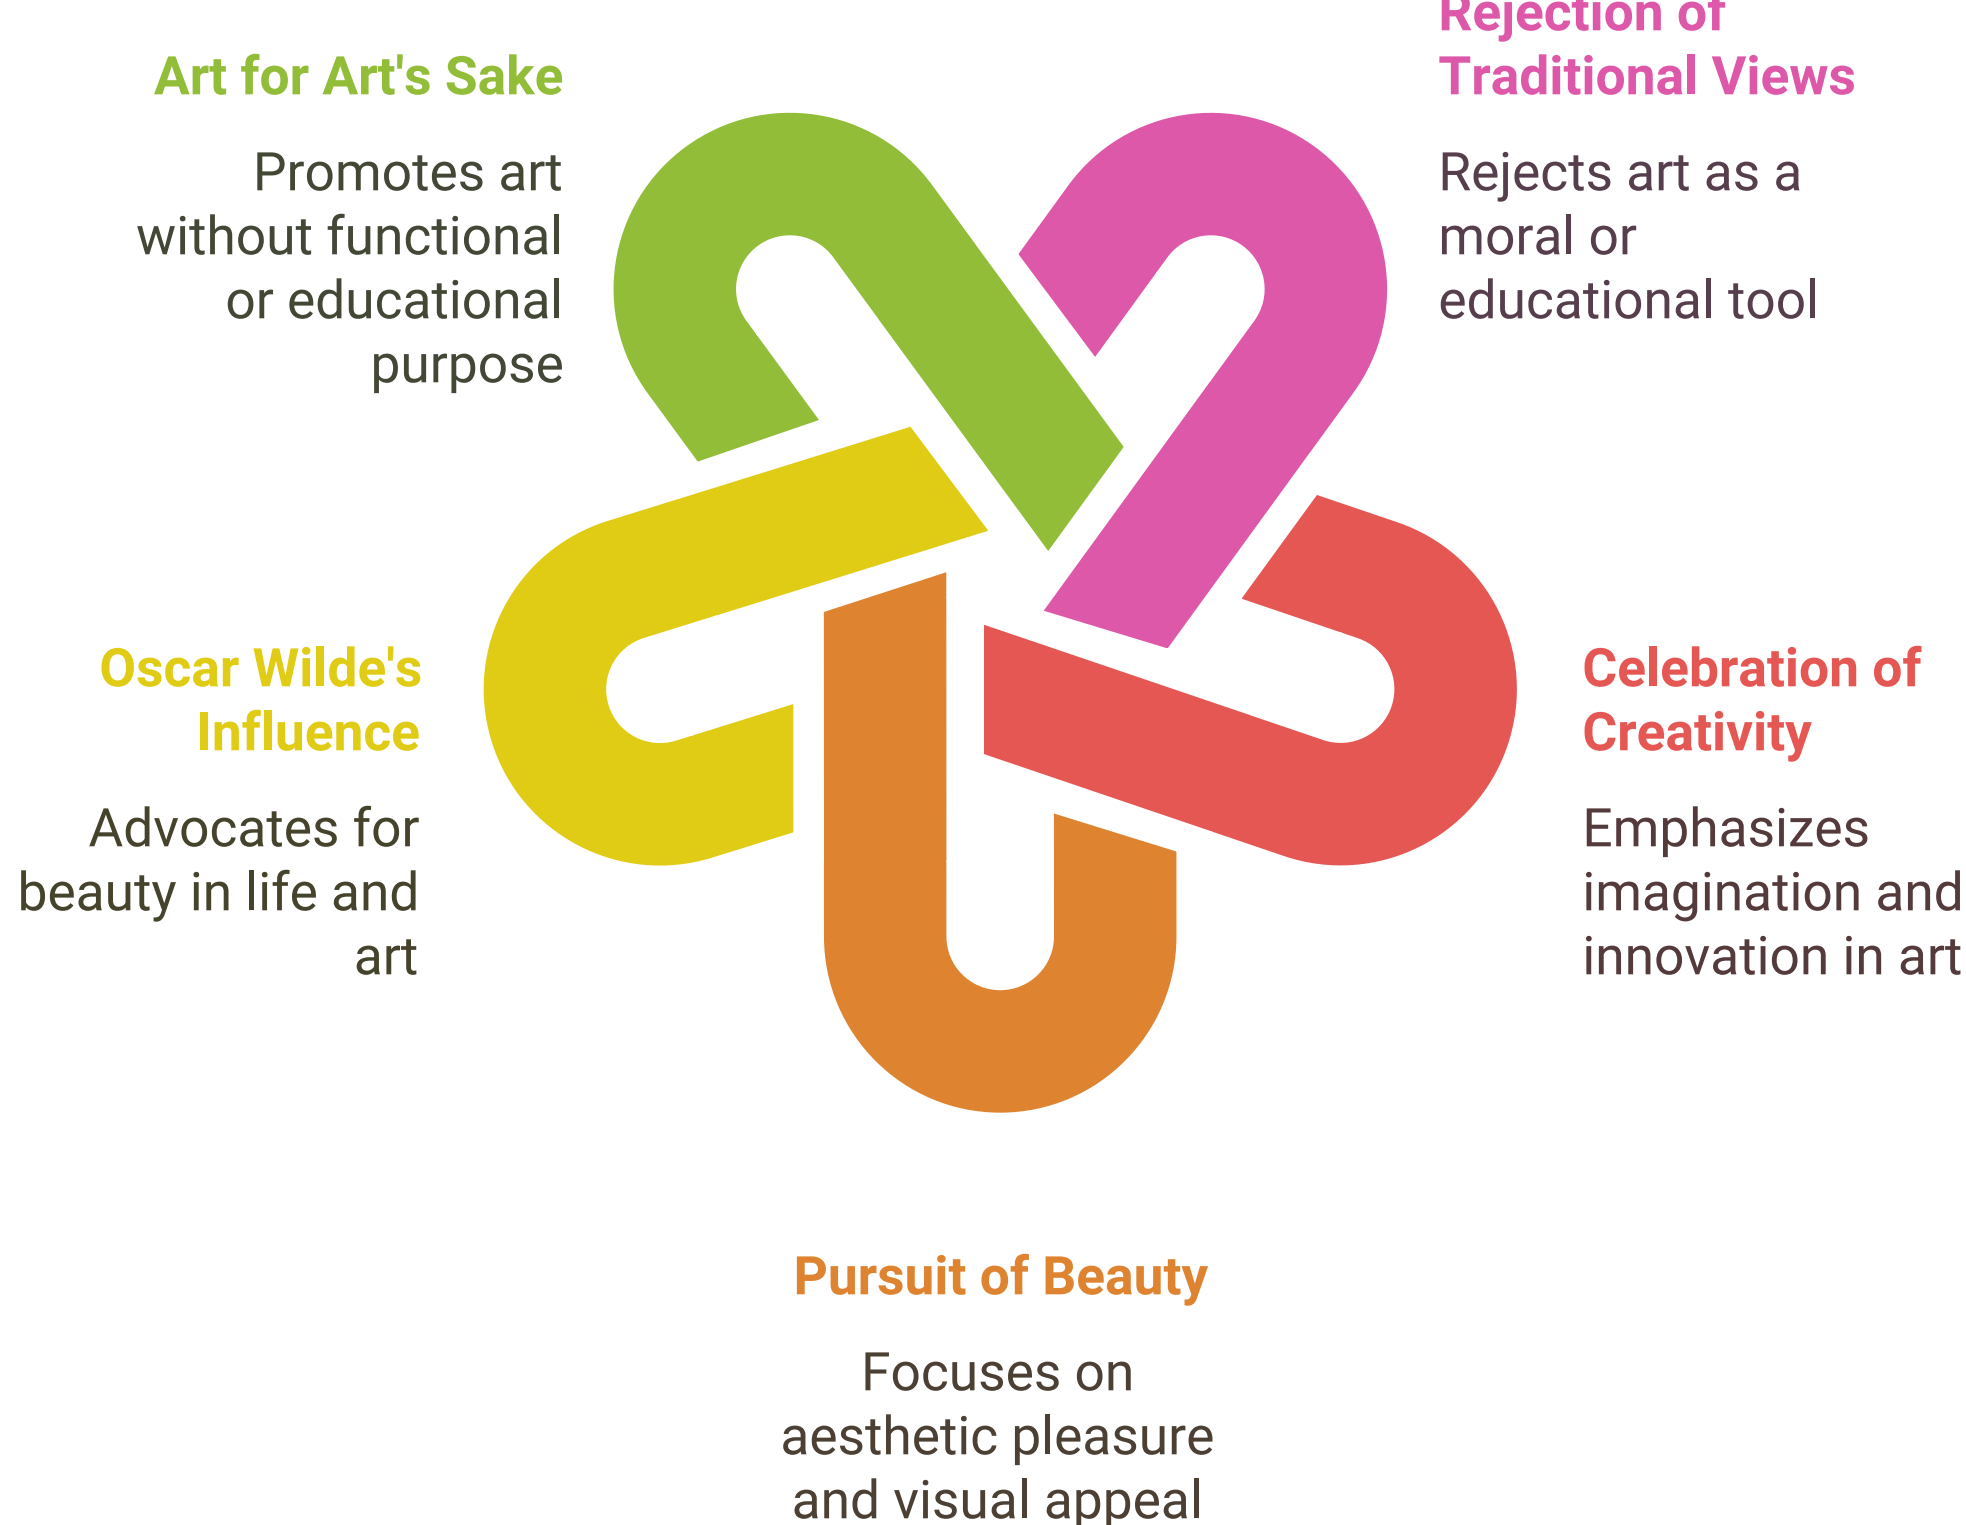 Art for Art's Sake
Promotes art
without functional
or educational
purpose
Rejection of
Traditional Views
Rejects art as a
moral or
educational tool
Oscar Wilde's
Influence
Advocates for
beauty in life and
art
Celebration of
Creativity
Emphasizes
imagination and
innovation in art
Pursuit of Beauty
Focuses on
aesthetic pleasure
and visual appeal